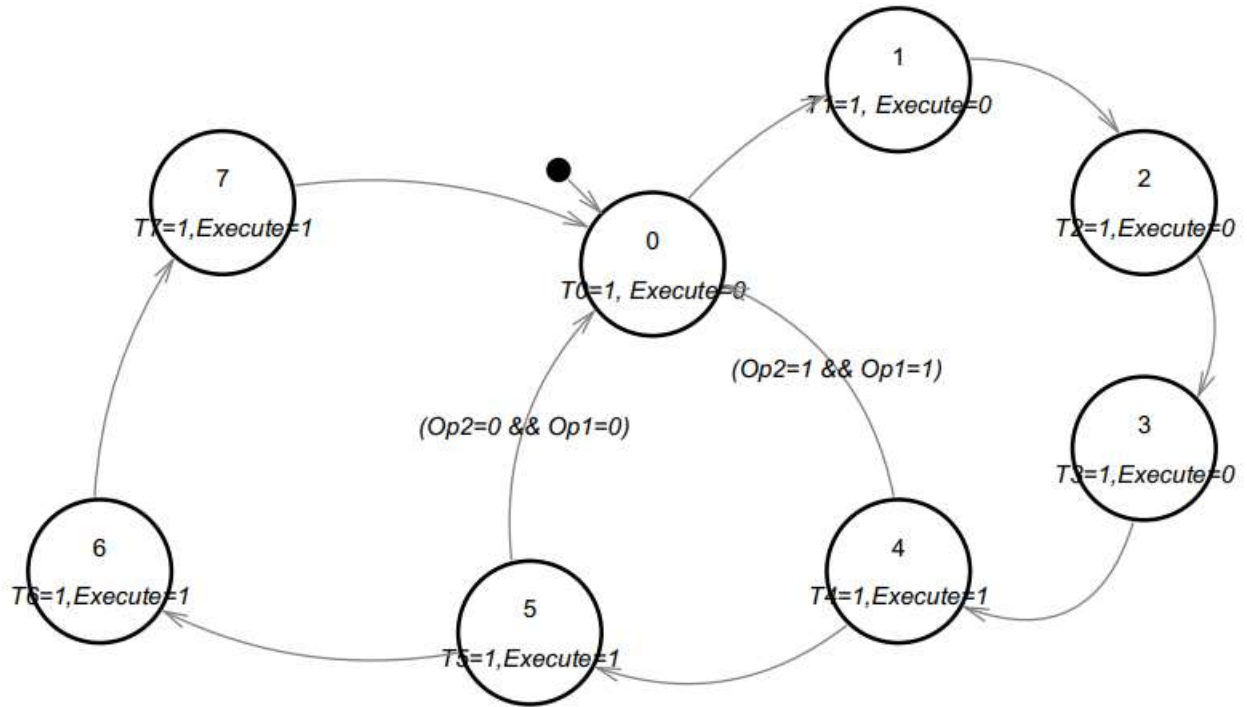 1
T1=1, Execute=0
7
T7=1,Execute=1
2
T2=1,Execute=0
0
T0=1, Execute=0
(Op2=1 && Op1=1)
(Op2=0 && Op1=0)
3
T3=1,Execute=0
6
T6=1,Execute=1
4
T4=1,Execute=1
5
T5=1,Execute=1